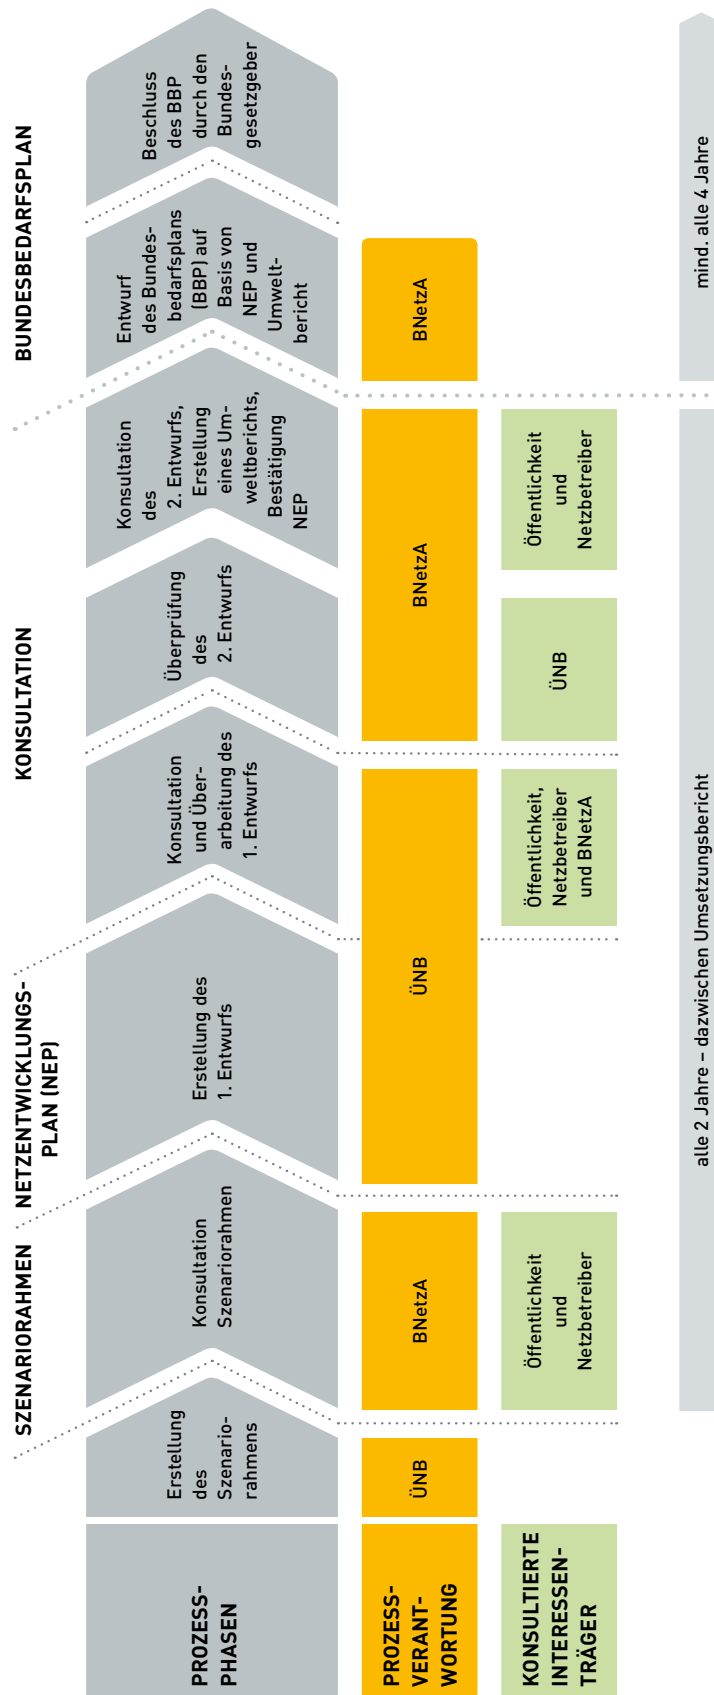 SZENARIORAHMEN
NETZENTWICKLUNGS-
PLAN (NEP)
KONSULTATION
BUNDESBEDARFSPLAN
PROZESS-
PHASEN
Erstellung
des
Szenario-
rahmens
Konsultation
Szenariorahmen
Erstellung des
1. Entwurfs
Konsultation
und Über-
arbeitung des
1. Entwurfs
Überprüfung
des
2. Entwurfs
Konsultation
des
2. Entwurfs,
Erstellung
eines Um-
weltberichts,
Bestätigung
NEP
Entwurf
des Bundes-
bedarfsplans
(BBP) auf
Basis von
NEP und
Umwelt-
bericht
Beschluss
des BBP
durch den
Bundes-
gesetzgeber
PROZESS-
VERANT-
WORTUNG
ÜNB
BNetzA
ÜNB
BNetzA
BNetzA
KONSULTIERTE
INTERESSEN-
TRÄGER
Öffentlichkeit
und
Netzbetreiber
Öffentlichkeit,
Netzbetreiber
und BNetzA
ÜNB
Öffentlichkeit
und
Netzbetreiber
alle 2 Jahre – dazwischen Umsetzungsbericht
mind. alle 4 Jahre